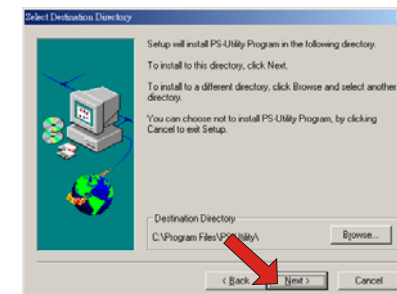 Select Destination Directory
Setup will install PS-Utility Program in the following directory.
To install to this directory, click Next.
To install to a different directory, click Browse and select another
directory.
You can choose not to install PS-Utility Program, by clicking
Cancel to exit Setup.
Destination Directory
C:\Program Files\PS-Utility\
Browse...
< Back
Next >
Cancel